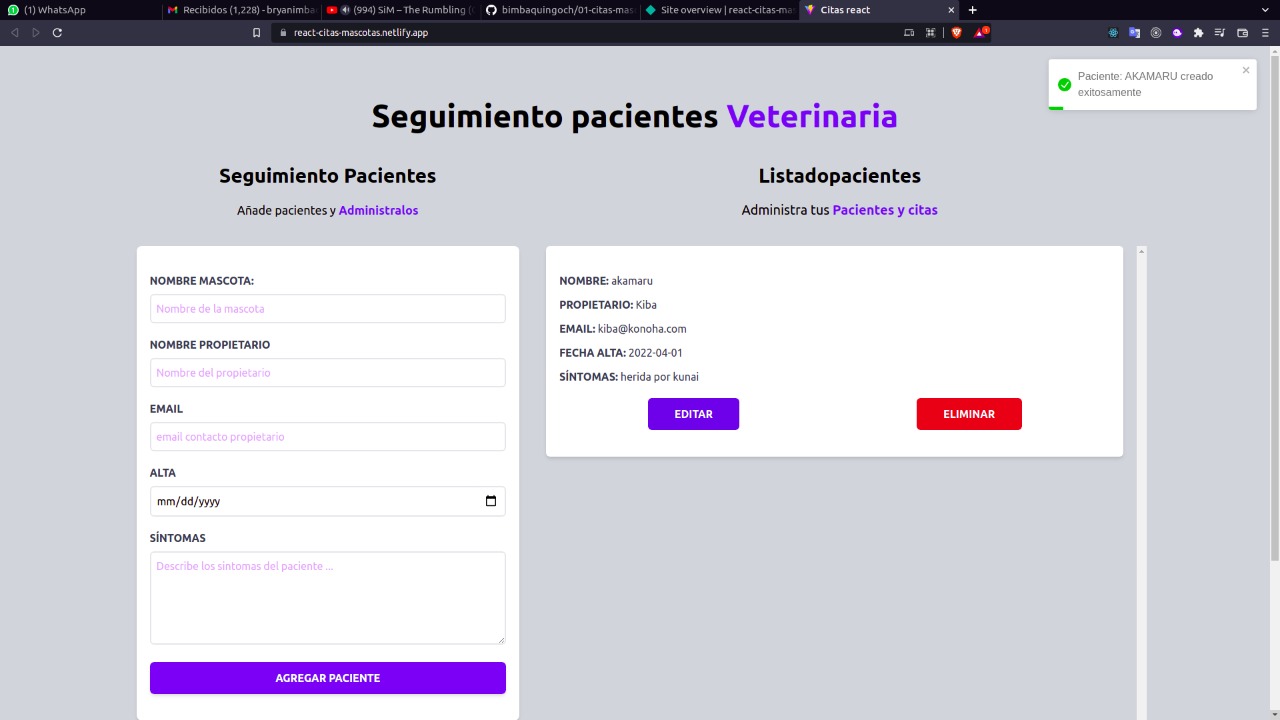 (1) WhatsApp
Recibidos (1,228) - bryanimba
(994) SiM – The Rumbling (
bimbaquingoch/01-citas-mas
Site overview | react-citas-ma
Citas react
react-citas-mascotas.netlify.app
Paciente: AKAMARU creado
exitosamente
Seguimiento pacientes Veterinaria
Seguimiento Pacientes
Añade pacientes y Administralos
NOMBRE MASCOTA:
Nombre de la mascota
NOMBRE PROPIETARIO
Nombre del propietario
EMAIL
email contacto propietario
ALTA
mm/dd/yyyy
SÍNTOMAS
Describe los sintomas del paciente ...
AGREGAR PACIENTE
Listadopacientes
Administra tus Pacientes y citas
NOMBRE: akamaru
PROPIETARIO: Kiba
EMAIL: kiba@konoha.com
FECHA ALTA: 2022-04-01
SÍNTOMAS: herida por kunai
EDITAR
ELIMINAR